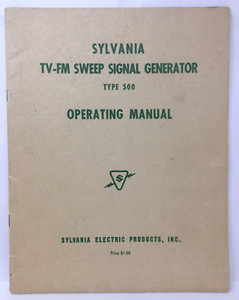 SYLVANIA
TV-FM SWEEP SIGNAL GENERATOR
TYPE 500
OPERATING MANUAL
S
SYLVANIA ELECTRIC PRODUCTS, INC.
Price $1.00